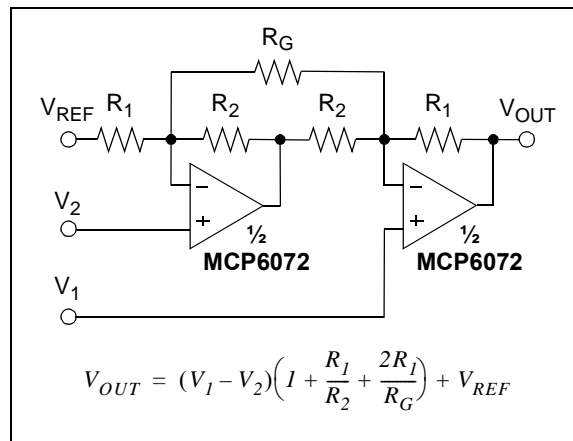 R_G
V_REF R_1 R_2 R_2 R_1 V_OUT
V_2
− + ½ MCP6072
− + ½ MCP6072
V_1
V_OUT = (V_1 – V_2)(1 + R_1/R_2 + 2R_1/R_G) + V_REF